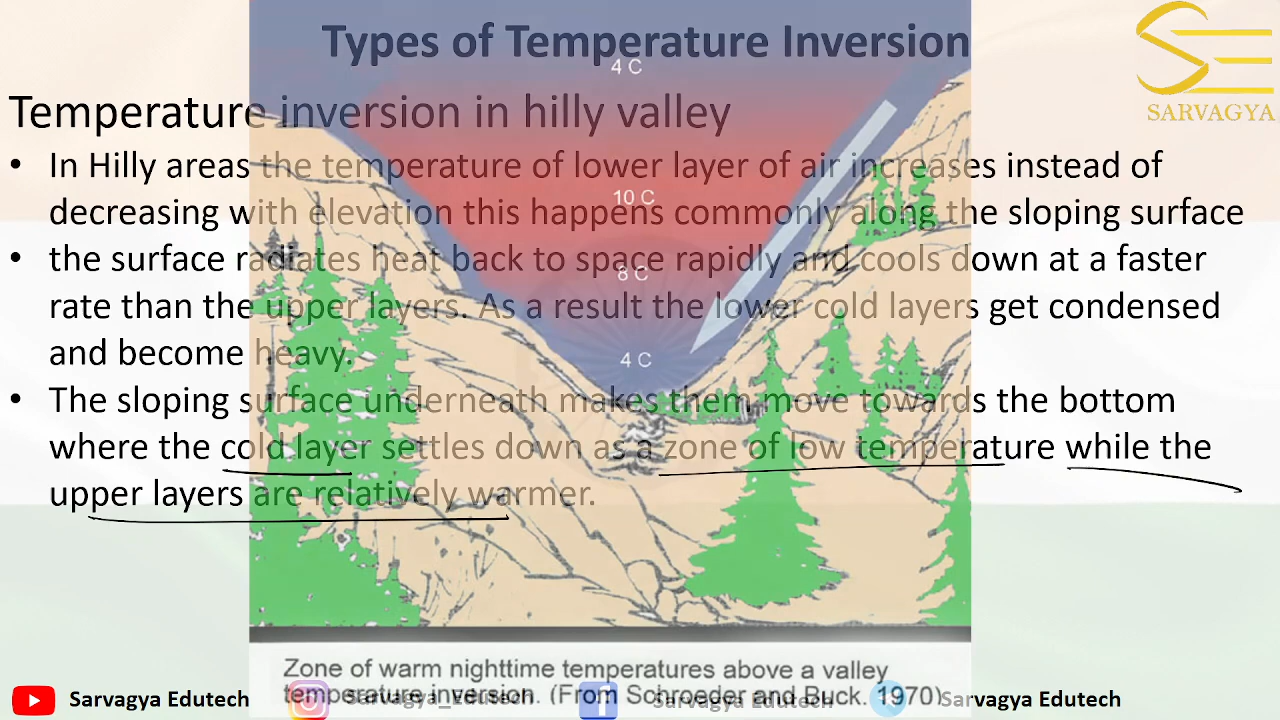 Types of Temperature Inversion
SARVAGYA
4 C
Temperature inversion in hilly valley
• In Hilly areas the temperature of lower layer of air increases instead of
10 C
decreasing with elevation this happens commonly along the sloping surface
• the surface radiates heat back to space rapidly and cools down at a faster
8 C
rate than the upper layers. As a result the lower cold layers get condensed
and become heavy.
4 C
• The sloping surface underneath makes them move towards the bottom
where the cold layer settles down as a zone of low temperature while the
upper layers are relatively warmer.
Zone of warm nighttime temperatures above a valley
temperature inversion. (From Schroeder and Buck. 1970).
Sarvagya Edutech
Sarvagya_Edutech
Sarvagya Edutech
Sarvagya Edutech